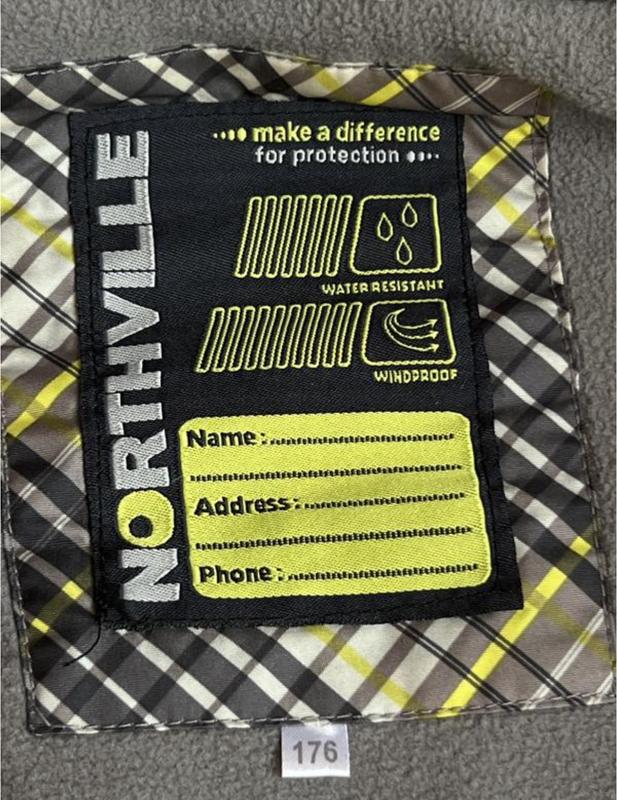 NORTHVILLE
make a difference
for protection
WATER RESISTANT
WINDPROOF
Name:
Address:
Phone:
176